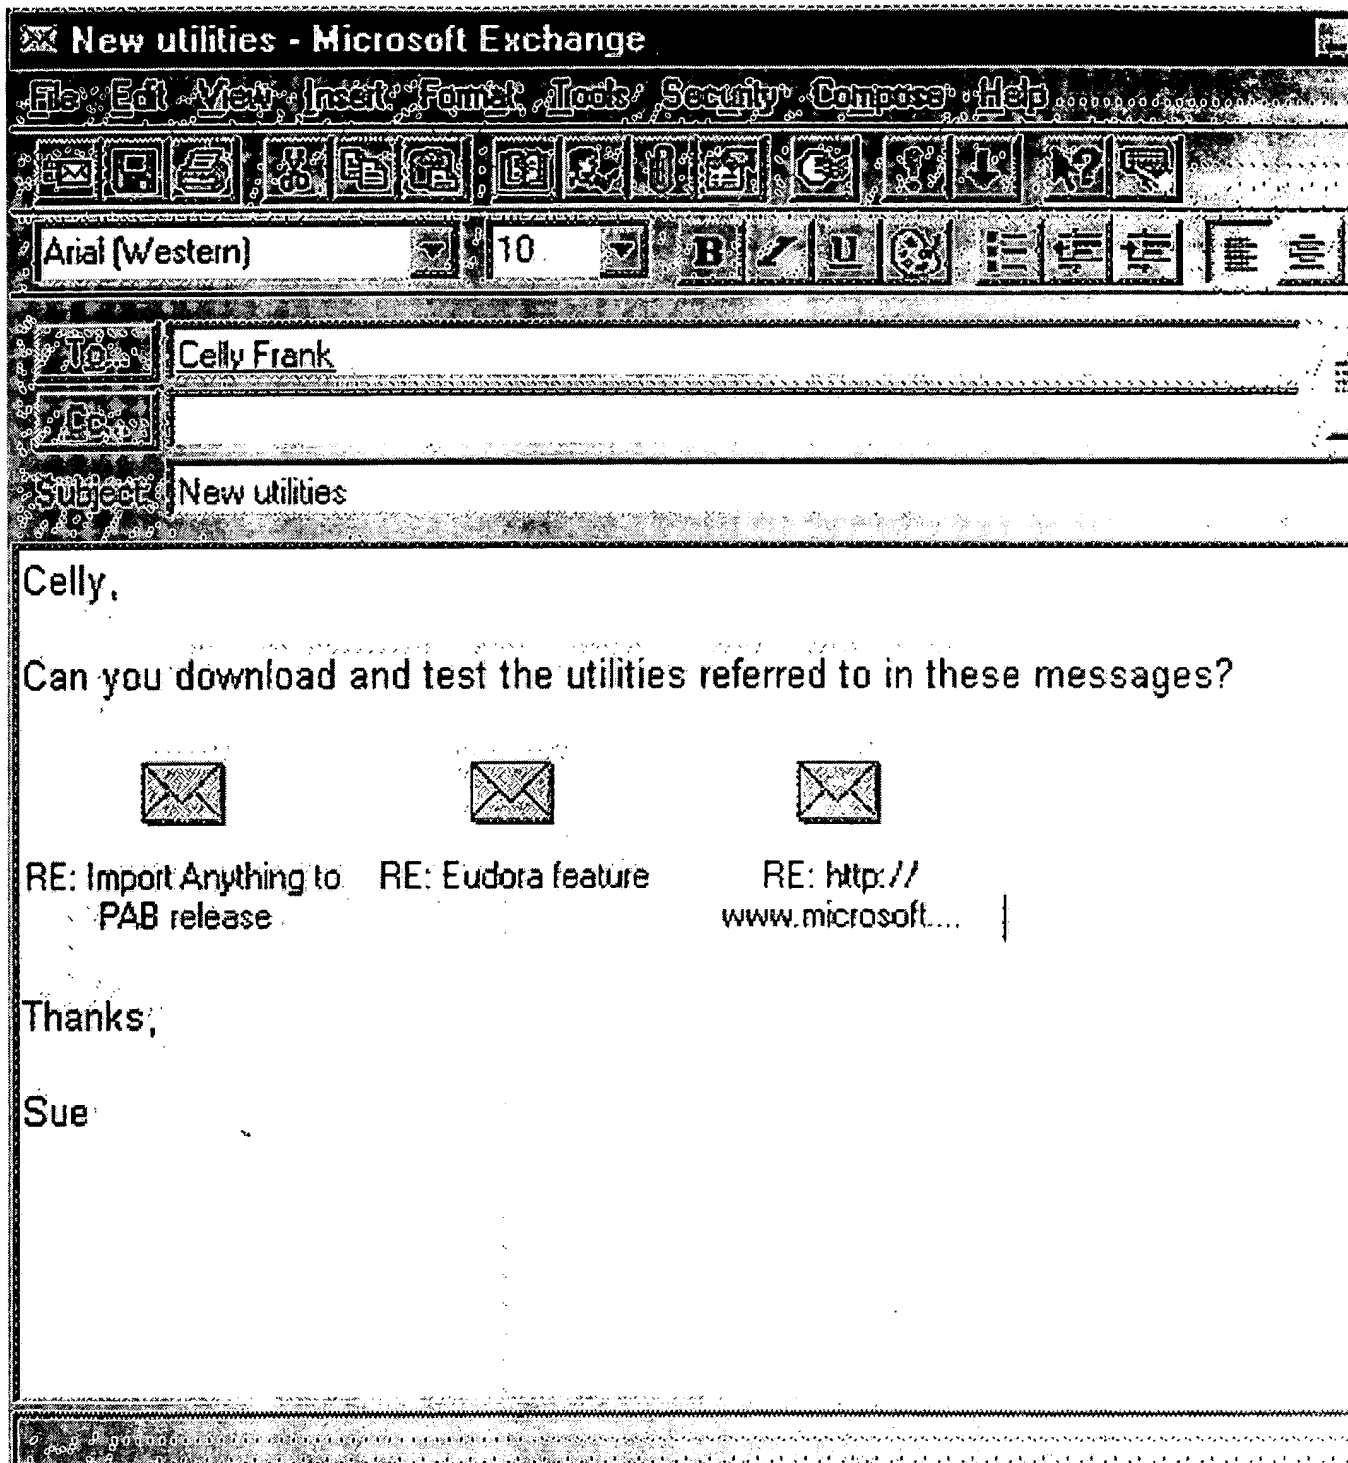 New utilities - Microsoft Exchange
File Edit View Insert Format Tools Security Compose Help
Arial (Western) 10 B I U
To... Celly Frank
Cc...
Subject: New utilities
Celly,
Can you download and test the utilities referred to in these messages?
RE: Import Anything to PAB release
RE: Eudora feature
RE: http://www.microsoft....
Thanks,
Sue